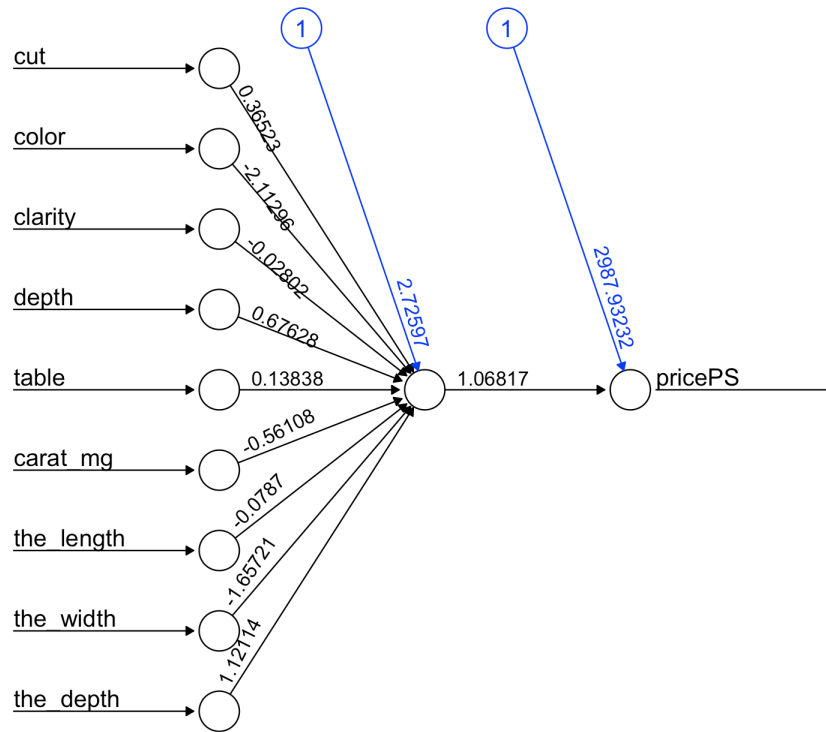 1
1
cut
0.36523
color
-2.11296
clarity
-0.02802
depth
0.67628
2.72597
2987.93232
table
0.13838
1.06817
pricePS
carat_mg
-0.56108
the_length
-0.0787
the_width
-1.65721
the_depth
1.12114